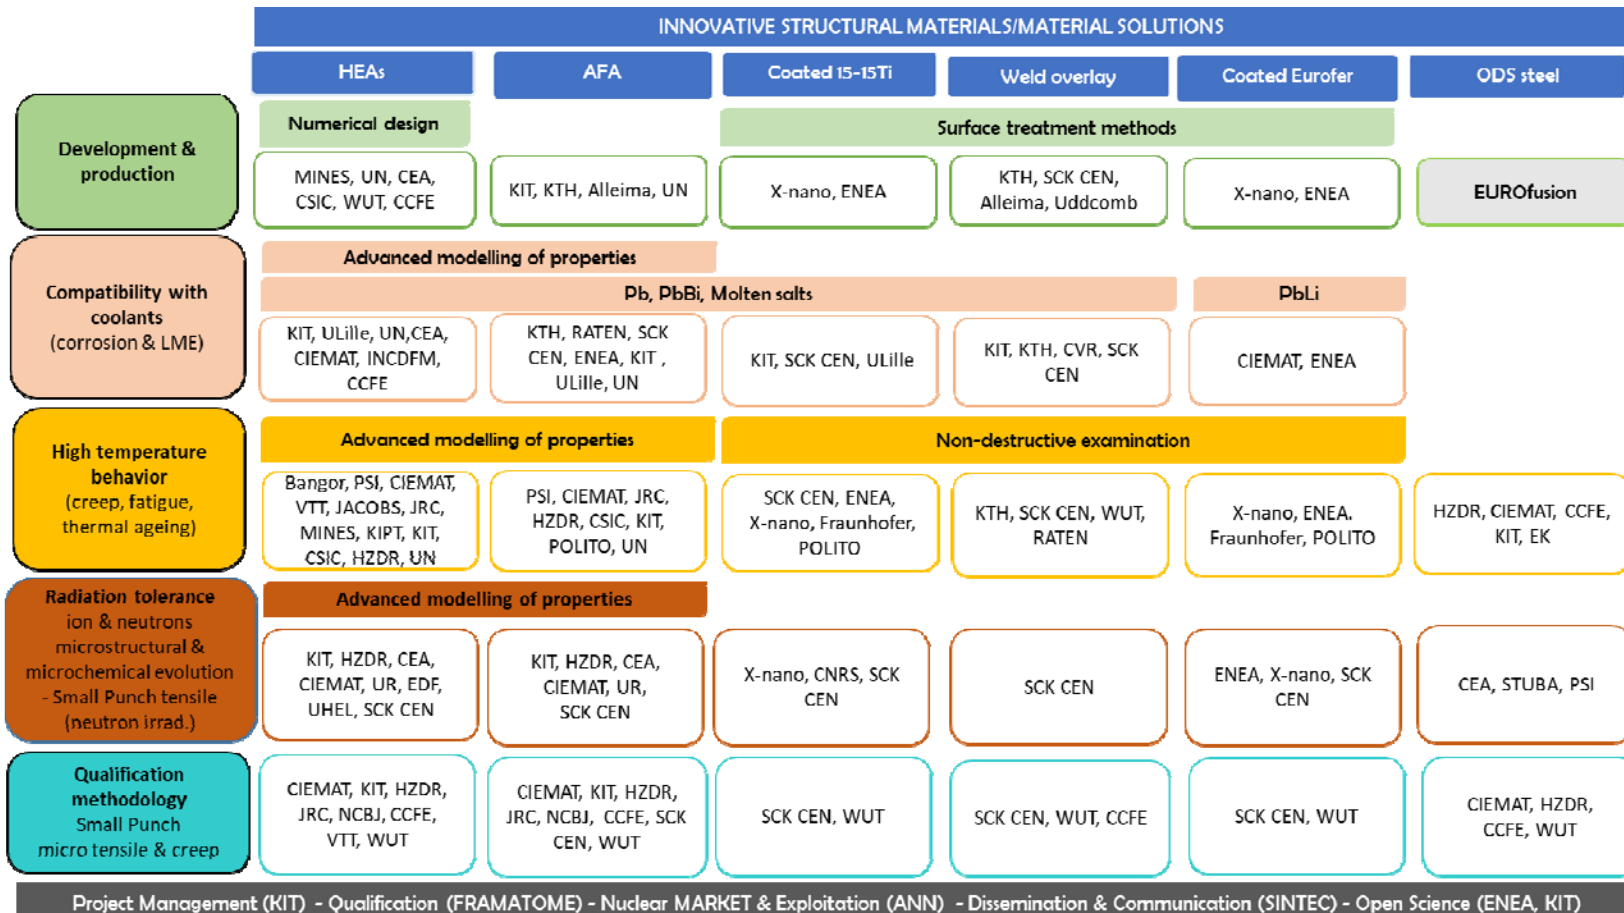 INNOVATIVE STRUCTURAL MATERIALS/MATERIAL SOLUTIONS
HEAs
AFA
Coated 15-15Ti
Weld overlay
Coated Eurofer
ODS steel
Development &
production
Numerical design
Surface treatment methods
MINES, UN, CEA,
CSIC, WUT, CCFE
KIT, KTH, Alleima, UN
X-nano, ENEA
KTH, SCK CEN,
Alleima, Uddcomb
X-nano, ENEA
EUROfusion
Compatibility with
coolants
(corrosion & LME)
Advanced modelling of properties
Pb, PbBi, Molten salts
PbLi
KIT, ULille, UN,CEA,
CIEMAT, INCDFM,
CCFE
KTH, RATEN, SCK
CEN, ENEA, KIT ,
ULille, UN
KIT, SCK CEN, ULille
KIT, KTH, CVR, SCK
CEN
CIEMAT, ENEA
High temperature
behavior
(creep, fatigue,
thermal ageing)
Advanced modelling of properties
Non-destructive examination
Bangor, PSI, CIEMAT,
VTT, JACOBS, JRC,
MINES, KIPT, KIT,
CSIC, HZDR, UN
PSI, CIEMAT, JRC,
HZDR, CSIC, KIT,
POLITO, UN
SCK CEN, ENEA,
X-nano, Fraunhofer,
POLITO
KTH, SCK CEN, WUT,
RATEN
X-nano, ENEA.
Fraunhofer, POLITO
HZDR, CIEMAT, CCFE,
KIT, EK
Radiation tolerance
ion & neutrons
microstructural &
microchemical evolution
- Small Punch tensile
(neutron irrad.)
Advanced modelling of properties
KIT, HZDR, CEA,
CIEMAT, UR, EDF,
UHEL, SCK CEN
KIT, HZDR, CEA,
CIEMAT, UR,
SCK CEN
X-nano, CNRS, SCK
CEN
SCK CEN
ENEA, X-nano, SCK
CEN
CEA, STUBA, PSI
Qualification
methodology
Small Punch
micro tensile & creep
CIEMAT, KIT, HZDR,
JRC, NCBJ, CCFE,
VTT, WUT
CIEMAT, KIT, HZDR,
JRC, NCBJ, CCFE, SCK
CEN, WUT
SCK CEN, WUT
SCK CEN, WUT, CCFE
SCK CEN, WUT
CIEMAT, HZDR,
CCFE, WUT
Project Management (KIT) - Qualification (FRAMATOME) - Nuclear MARKET & Exploitation (ANN) - Dissemination & Communication (SINTEC) - Open Science (ENEA, KIT)